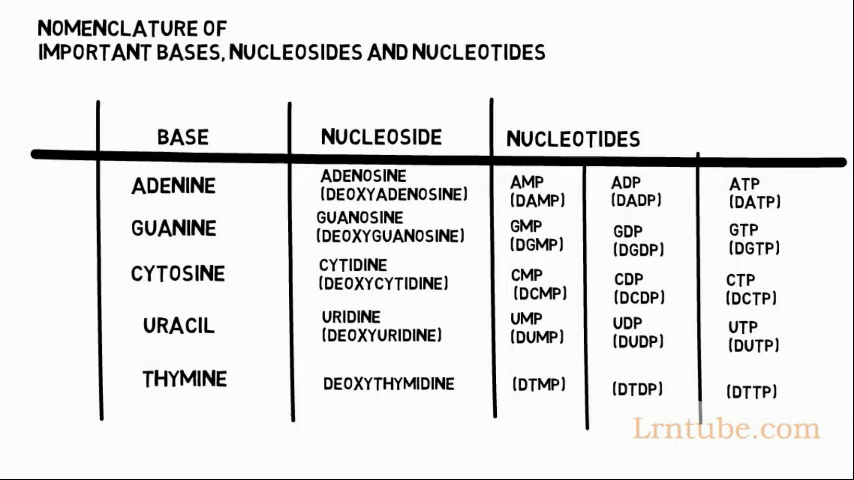 NOMENCLATURE OF
IMPORTANT BASES, NUCLEOSIDES AND NUCLEOTIDES
BASE NUCLEOSIDE NUCLEOTIDES
ADENINE ADENOSINE (DEOXYADENOSINE) AMP (DAMP) ADP (DADP) ATP (DATP)
GUANINE GUANOSINE (DEOXYGUANOSINE) GMP (DGMP) GDP (DGDP) GTP (DGTP)
CYTOSINE CYTIDINE (DEOXYCYTIDINE) CMP (DCMP) CDP (DCDP) CTP (DCTP)
URACIL URIDINE (DEOXYURIDINE) UMP (DUMP) UDP (DUDP) UTP (DUTP)
THYMINE DEOXYTHYMIDINE (DTMP) (DTDP) (DTTP)
Lrntube.com